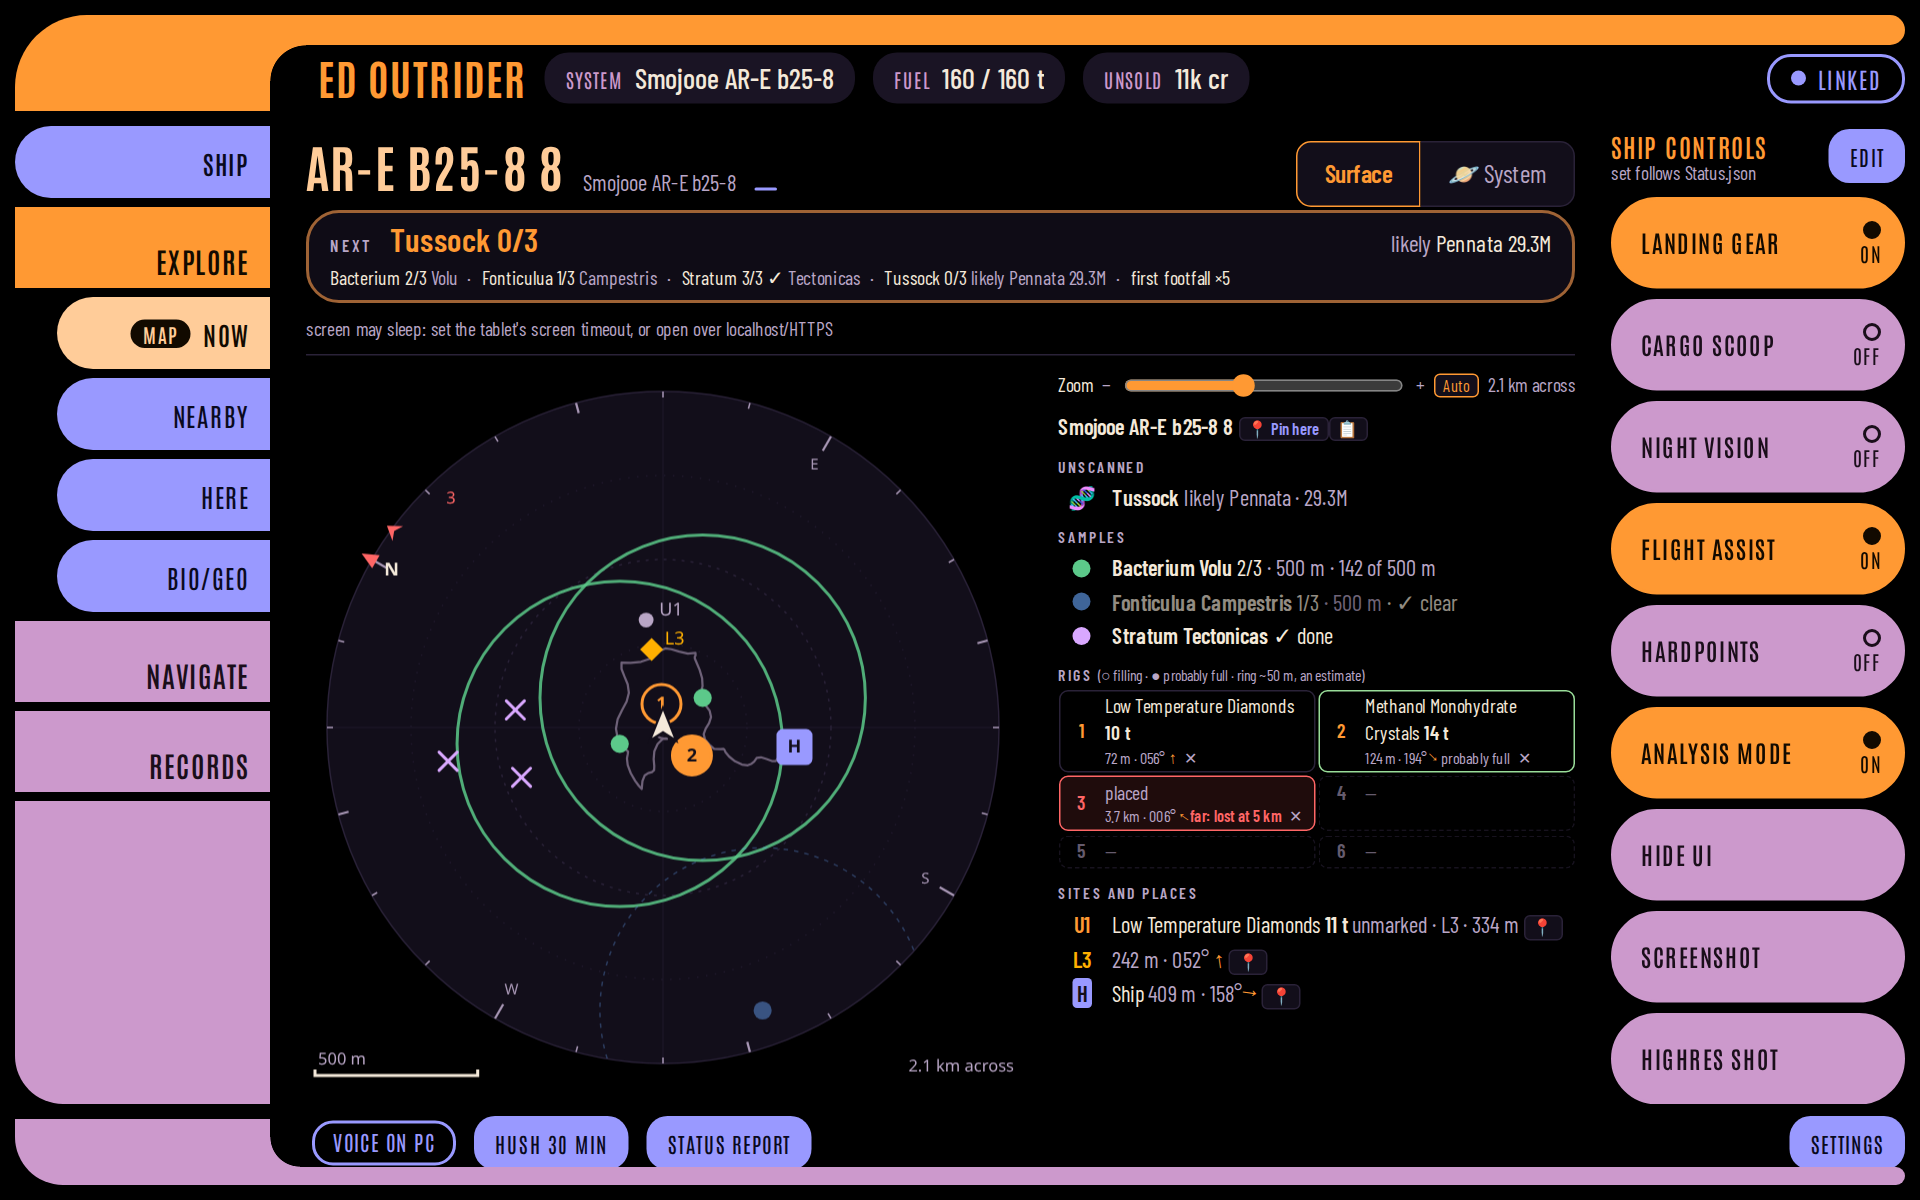 ED OUTRIDER
SYSTEM Smojooe AR-E b25-8
FUEL 160 / 160 t
UNSOLD 11k cr
LINKED
SHIP
EXPLORE
MAP NOW
NEARBY
HERE
BIO/GEO
NAVIGATE
RECORDS
AR-E B25-8 8 Smojooe AR-E b25-8
Surface
🪐 System
NEXT Tussock 0/3
likely Pennata 29.3M
Bacterium 2/3 Volu · Fonticulua 1/3 Campestris · Stratum 3/3 ✓ Tectonicas · Tussock 0/3 likely Pennata 29.3M · first footfall ×5
screen may sleep: set the tablet's screen timeout, or open over localhost/HTTPS
E
3
N
U1
L3
1
2
H
S
W
500 m
2.1 km across
Zoom − + Auto 2.1 km across
Smojooe AR-E b25-8 8 📍 Pin here 📋
UNSCANNED
🧬 Tussock likely Pennata · 29.3M
SAMPLES
Bacterium Volu 2/3 · 500 m · 142 of 500 m
Fonticulua Campestris 1/3 · 500 m · ✓ clear
Stratum Tectonicas ✓ done
RIGS (○ filling · ● probably full · ring ~50 m, an estimate)
1 Low Temperature Diamonds
10 t
72 m · 056° ↑ ✕
2 Methanol Monohydrate
Crystals 14 t
124 m · 194° ↘ probably full ✕
3 placed
3.7 km · 006° ↖ far: lost at 5 km ✕
4 —
5 —
6 —
SITES AND PLACES
U1 Low Temperature Diamonds 11 t unmarked · L3 · 334 m 📍
L3 242 m · 052° ↑ 📍
H Ship 409 m · 158° → 📍
SHIP CONTROLS
set follows Status.json
EDIT
LANDING GEAR ON
CARGO SCOOP OFF
NIGHT VISION OFF
FLIGHT ASSIST ON
HARDPOINTS OFF
ANALYSIS MODE ON
HIDE UI
SCREENSHOT
HIGHRES SHOT
VOICE ON PC
HUSH 30 MIN
STATUS REPORT
SETTINGS